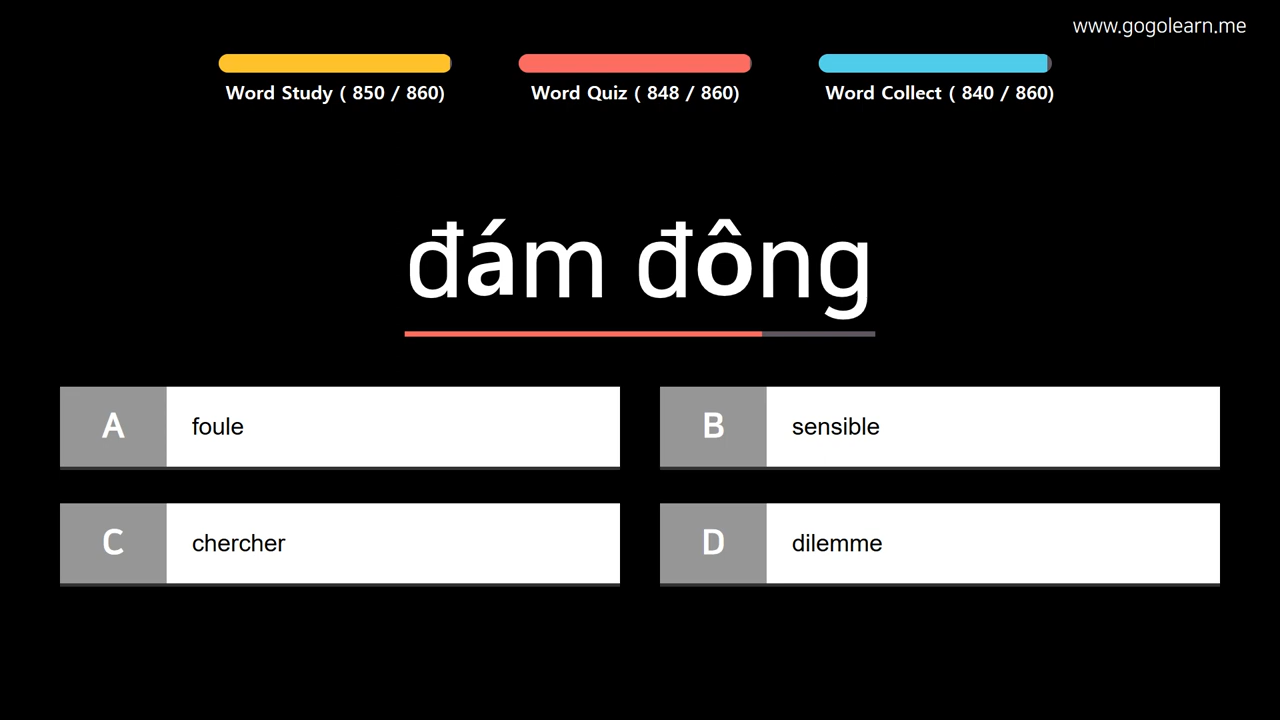 www.gogolearn.me
Word Study ( 850 / 860)
Word Quiz ( 848 / 860)
Word Collect ( 840 / 860)
đám đông
A foule
B sensible
C chercher
D dilemme